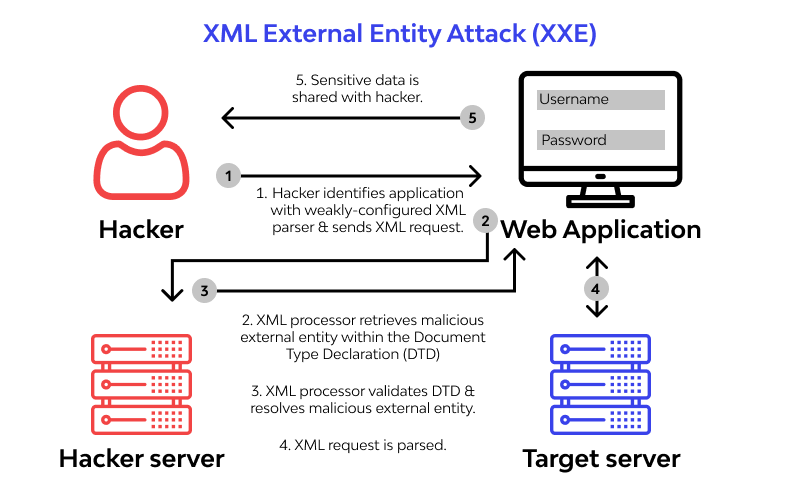 XML External Entity Attack (XXE)
5. Sensitive data is
shared with hacker.
5
Username
Password
1
1. Hacker identifies application
with weakly-configured XML
parser & sends XML request.
2
Hacker
Web Application
3
4
2. XML processor retrieves malicious
external entity within the Document
Type Declaration (DTD)
3. XML processor validates DTD &
resolves malicious external entity.
4. XML request is parsed.
Hacker server
Target server